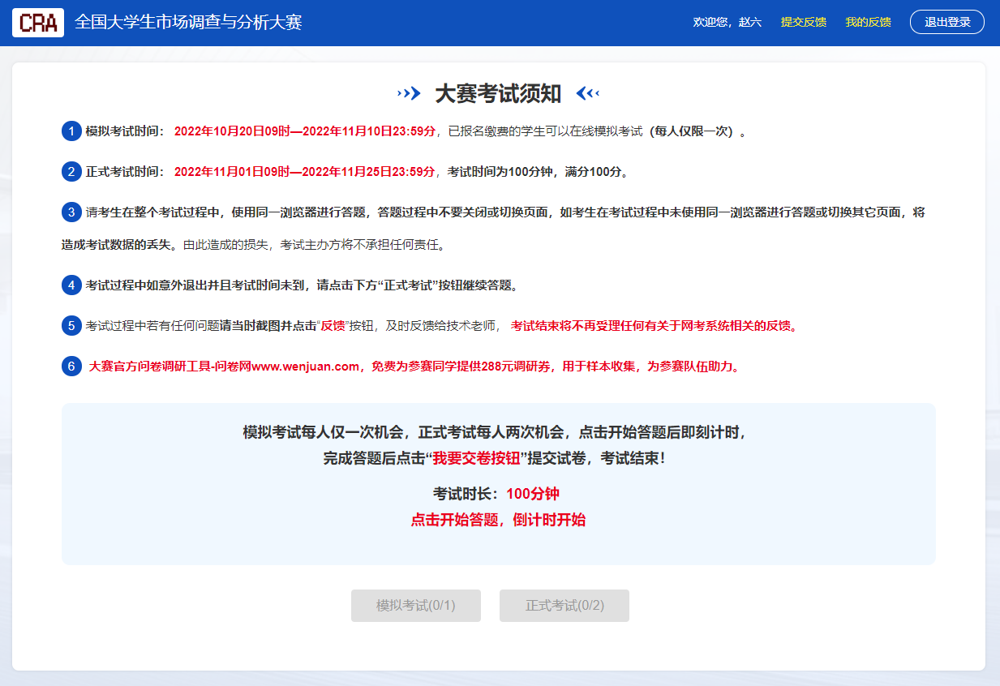 CRA 全国大学生市场调查与分析大赛 欢迎您，赵六 提交反馈 我的反馈 退出登录
大赛考试须知
1 模拟考试时间： 2022年10月20日09时—2022年11月10日23:59分，已报名缴费的学生可以在线模拟考试（每人仅限一次）。
2 正式考试时间： 2022年11月01日09时—2022年11月25日23:59分，考试时间为100分钟，满分100分。
3 请考生在整个考试过程中，使用同一浏览器进行答题，答题过程中不要关闭或切换页面，如考生在考试过程中未使用同一浏览器进行答题或切换其它页面，将
造成考试数据的丢失。由此造成的损失，考试主办方将不承担任何责任。
4 考试过程中如意外退出并且考试时间未到，请点击下方“正式考试”按钮继续答题。
5 考试过程中若有任何问题请当时截图并点击“反馈”按钮，及时反馈给技术老师， 考试结束将不再受理任何有关于网考系统相关的反馈。
6 大赛官方问卷调研工具-问卷网www.wenjuan.com，免费为参赛同学提供288元调研券，用于样本收集，为参赛队伍助力。
模拟考试每人仅一次机会，正式考试每人两次机会，点击开始答题后即刻计时，
完成答题后点击“我要交卷按钮”提交试卷，考试结束！
考试时长：100分钟
点击开始答题，倒计时开始
模拟考试(0/1) 正式考试(0/2)